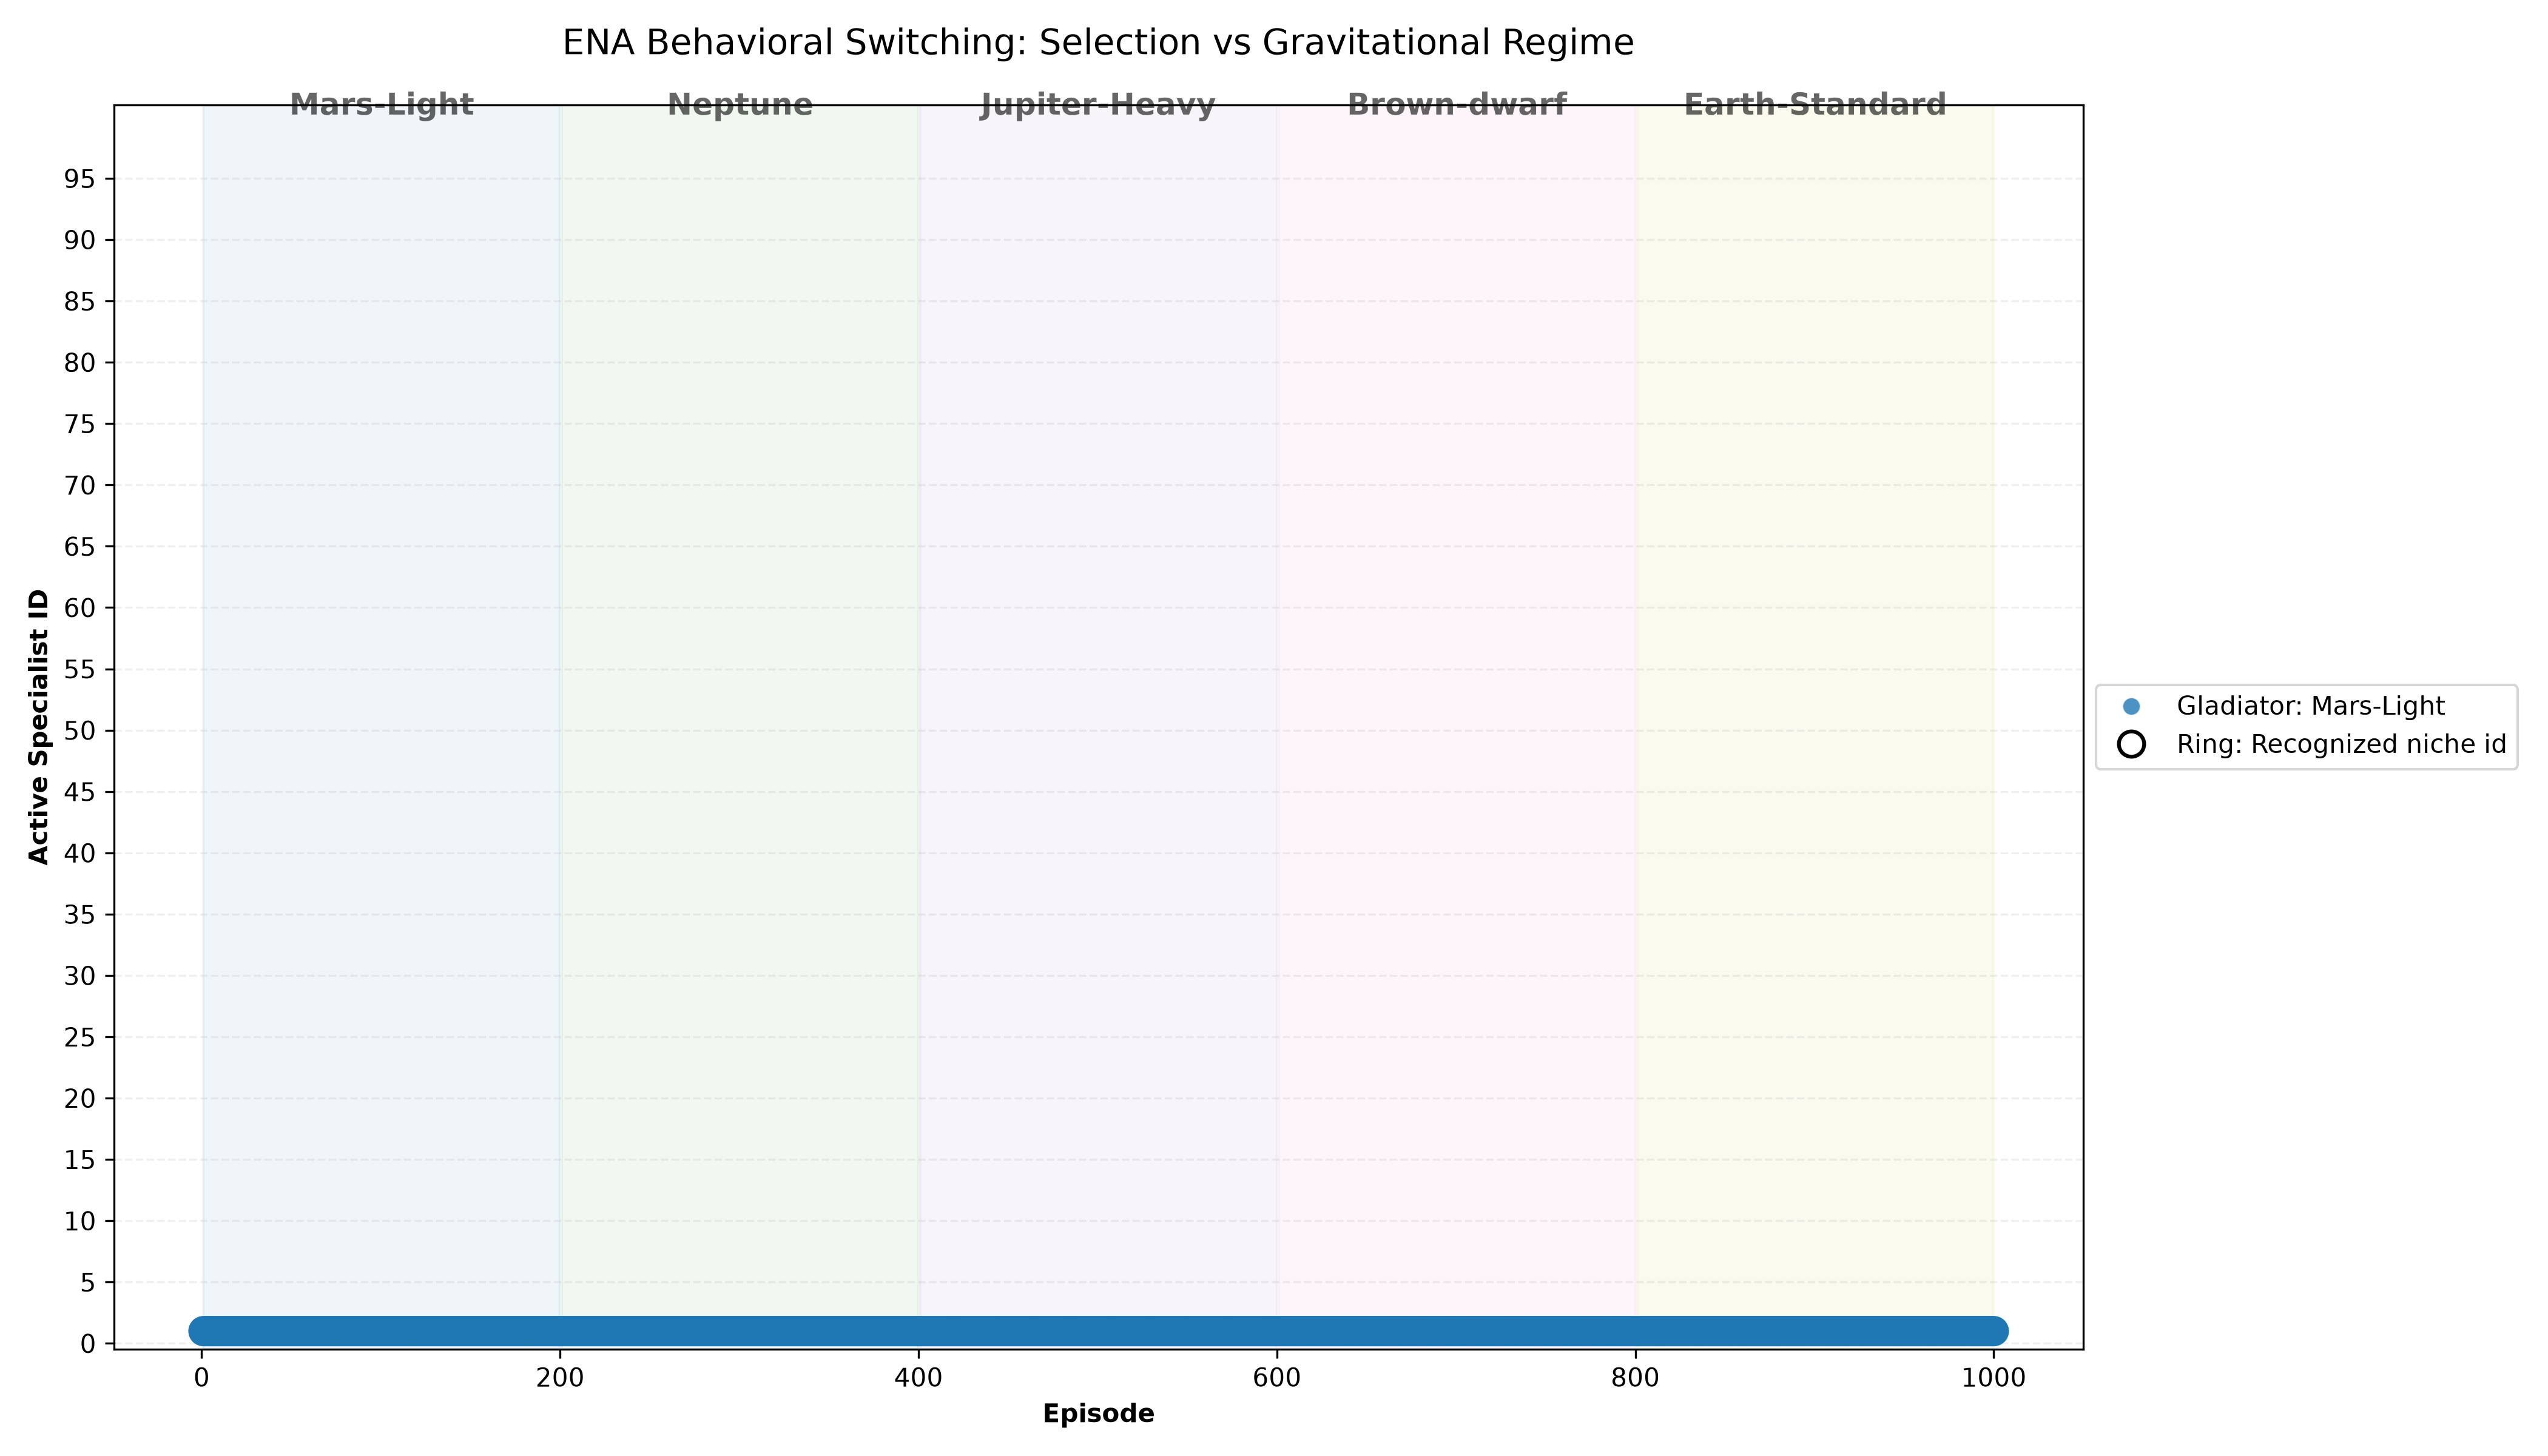 ENA Behavioral Switching: Selection vs Gravitational Regime
Mars-Light Neptune Jupiter-Heavy Brown-dwarf Earth-Standard
95
90
85
80
75
70
65
60
55
50
45
40
35
30
25
20
15
10
5
0
Active Specialist ID
Gladiator: Mars-Light
Ring: Recognized niche id
0 200 400 600 800 1000
Episode